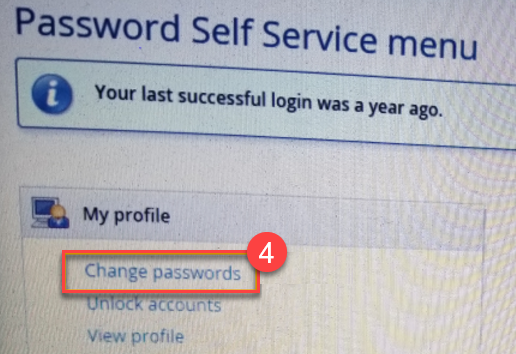 Password Self Service menu
i
Your last successful login was a year ago.
My profile
4
Change passwords
Unlock accounts
View profile